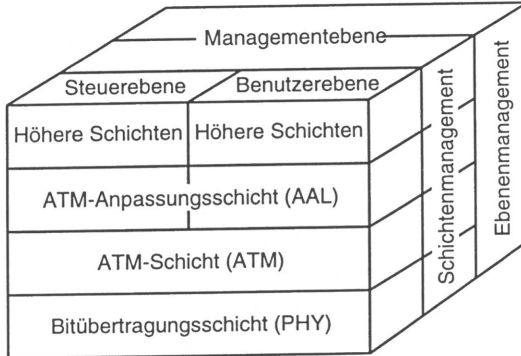 Managementebene
Steuerebene
Benutzerebene
Höhere Schichten
Höhere Schichten
ATM-Anpassungsschicht (AAL)
ATM-Schicht (ATM)
Bitübertragungsschicht (PHY)
Schichtenmanagement
Ebenenmanagement